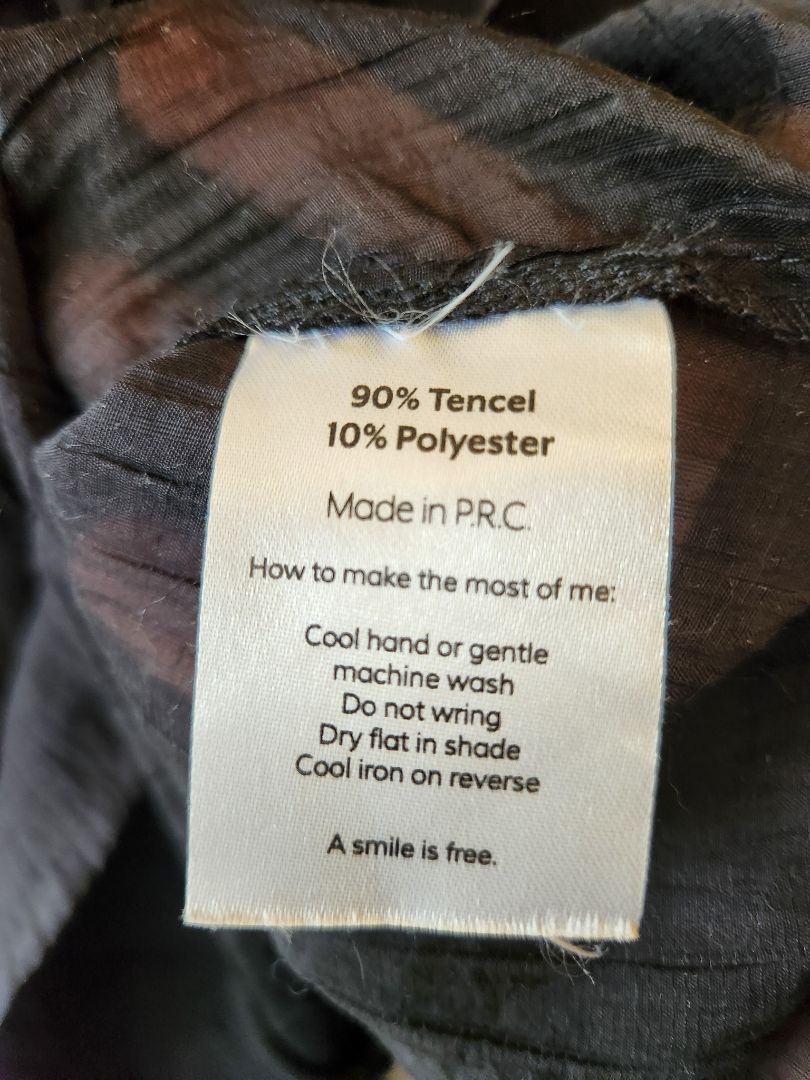 90% Tencel
10% Polyester
Made in P.R.C.
How to make the most of me:
Cool hand or gentle
machine wash
Do not wring
Dry flat in shade
Cool iron on reverse
A smile is free.